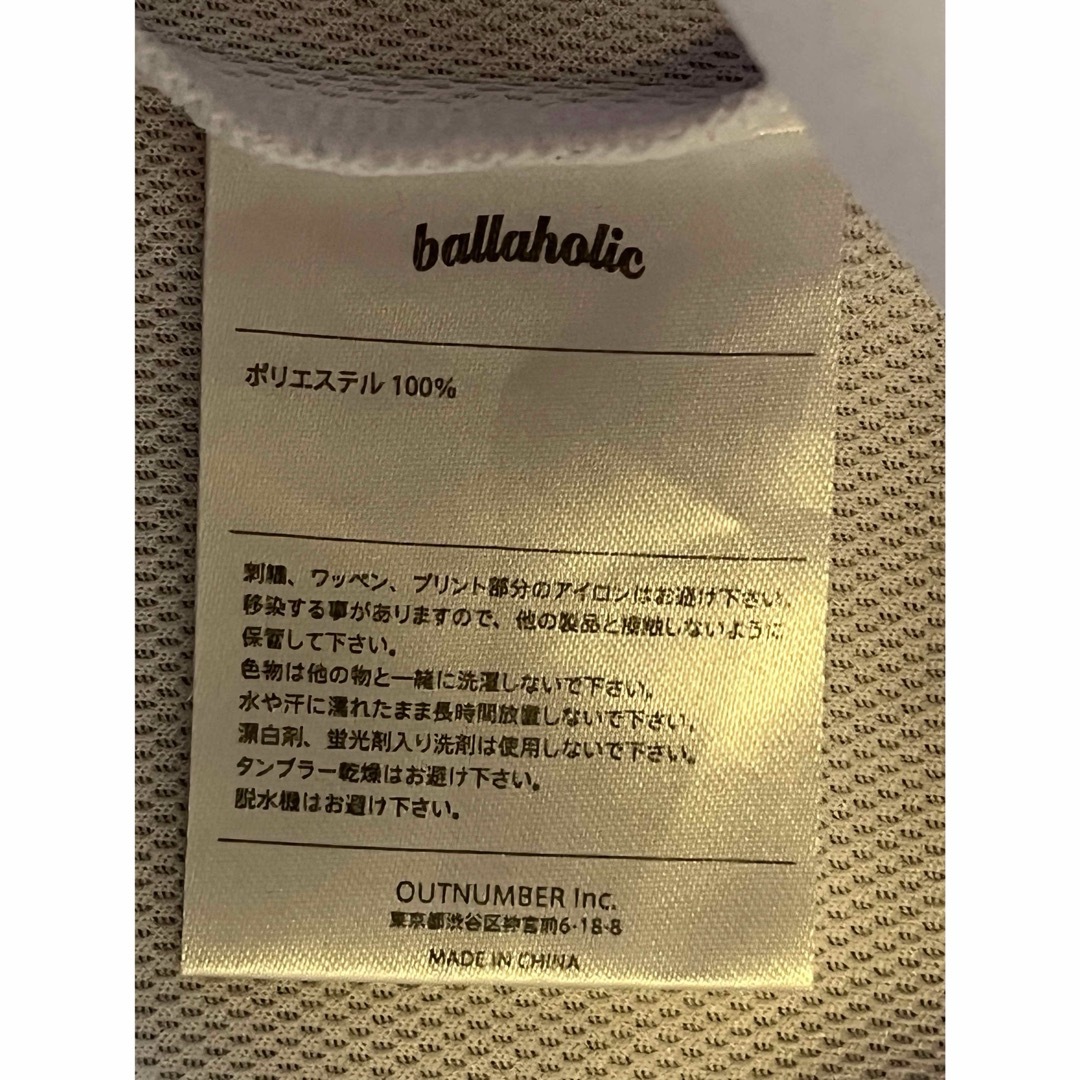 ballaholic
ポリエステル 100%
刺繍、ワッペン、プリント部分のアイロンはお避け下さい。
移染する事がありますので、他の製品と接触しないように
保管して下さい。
色物は他の物と一緒に洗濯しないで下さい。
水や汗に濡れたまま長時間放置しないで下さい。
漂白剤、蛍光剤入り洗剤は使用しないで下さい。
タンブラー乾燥はお避け下さい。
脱水機はお避け下さい。
OUTNUMBER Inc.
東京都渋谷区神宮前6-18-8
MADE IN CHINA